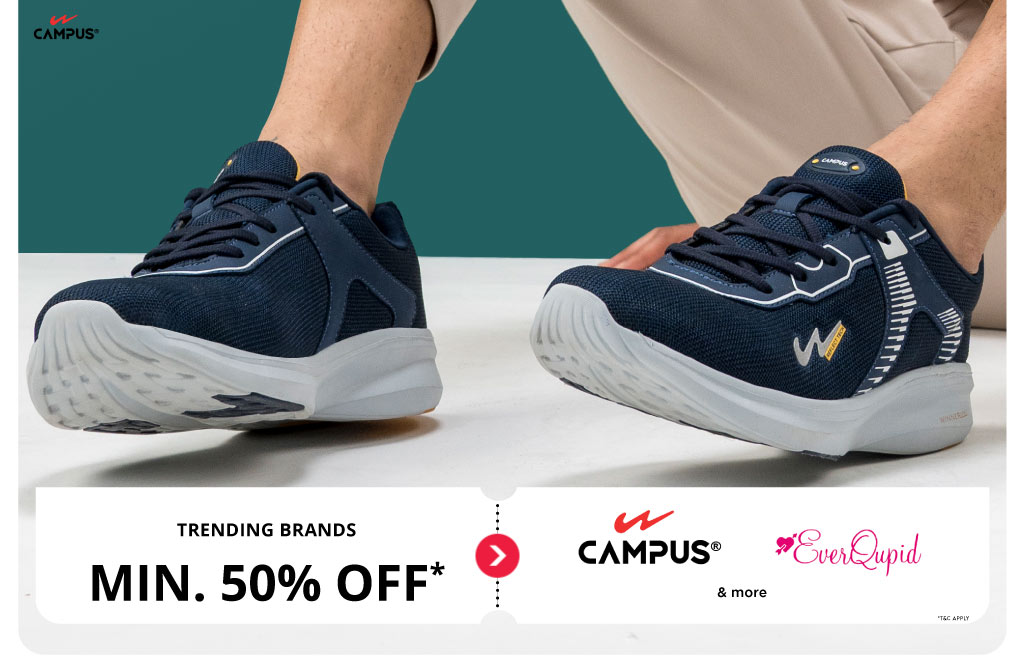 CAMPUS®
CAMPUS
TRENDING BRANDS
MIN. 50% OFF*
CAMPUS®
EverQupid
& more
*T&C APPLY